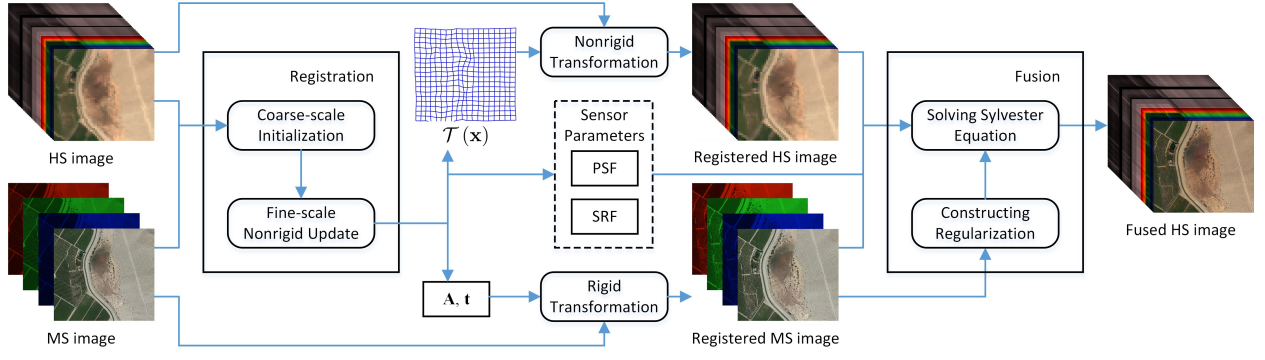 HS image
MS image
Registration
Coarse-scale
Initialization
Fine-scale
Nonrigid Update
𝒯 (x)
A, t
Nonrigid
Transformation
Sensor
Parameters
PSF
SRF
Rigid
Transformation
Registered HS image
Registered MS image
Fusion
Solving Sylvester
Equation
Constructing
Regularization
Fused HS image